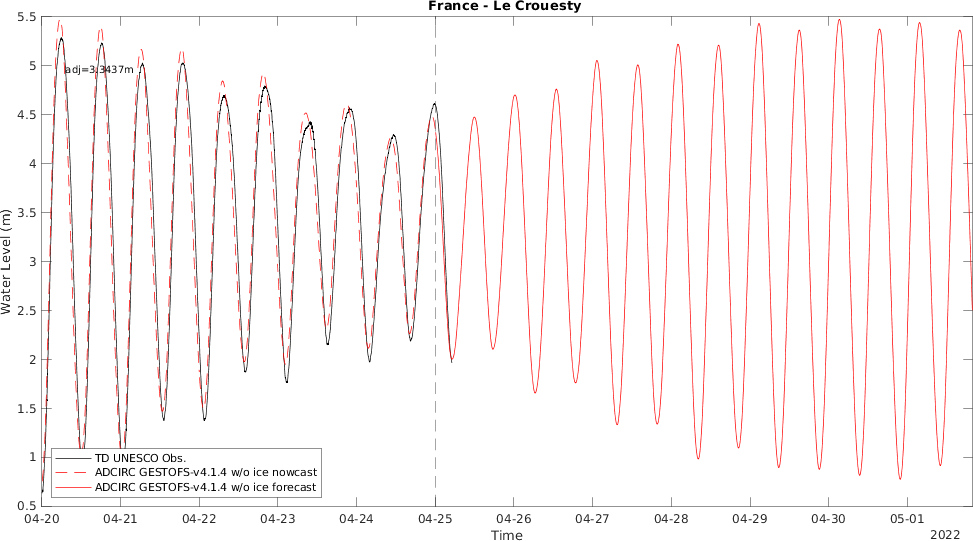 France - Le Crouesty
adj=3.3437m
5.5
5
4.5
4
3.5
3
2.5
2
1.5
1
0.5
Water Level (m)
TD UNESCO Obs.
ADCIRC GESTOFS-v4.1.4 w/o ice nowcast
ADCIRC GESTOFS-v4.1.4 w/o ice forecast
04-20 04-21 04-22 04-23 04-24 04-25 04-26 04-27 04-28 04-29 04-30 05-01
Time
2022